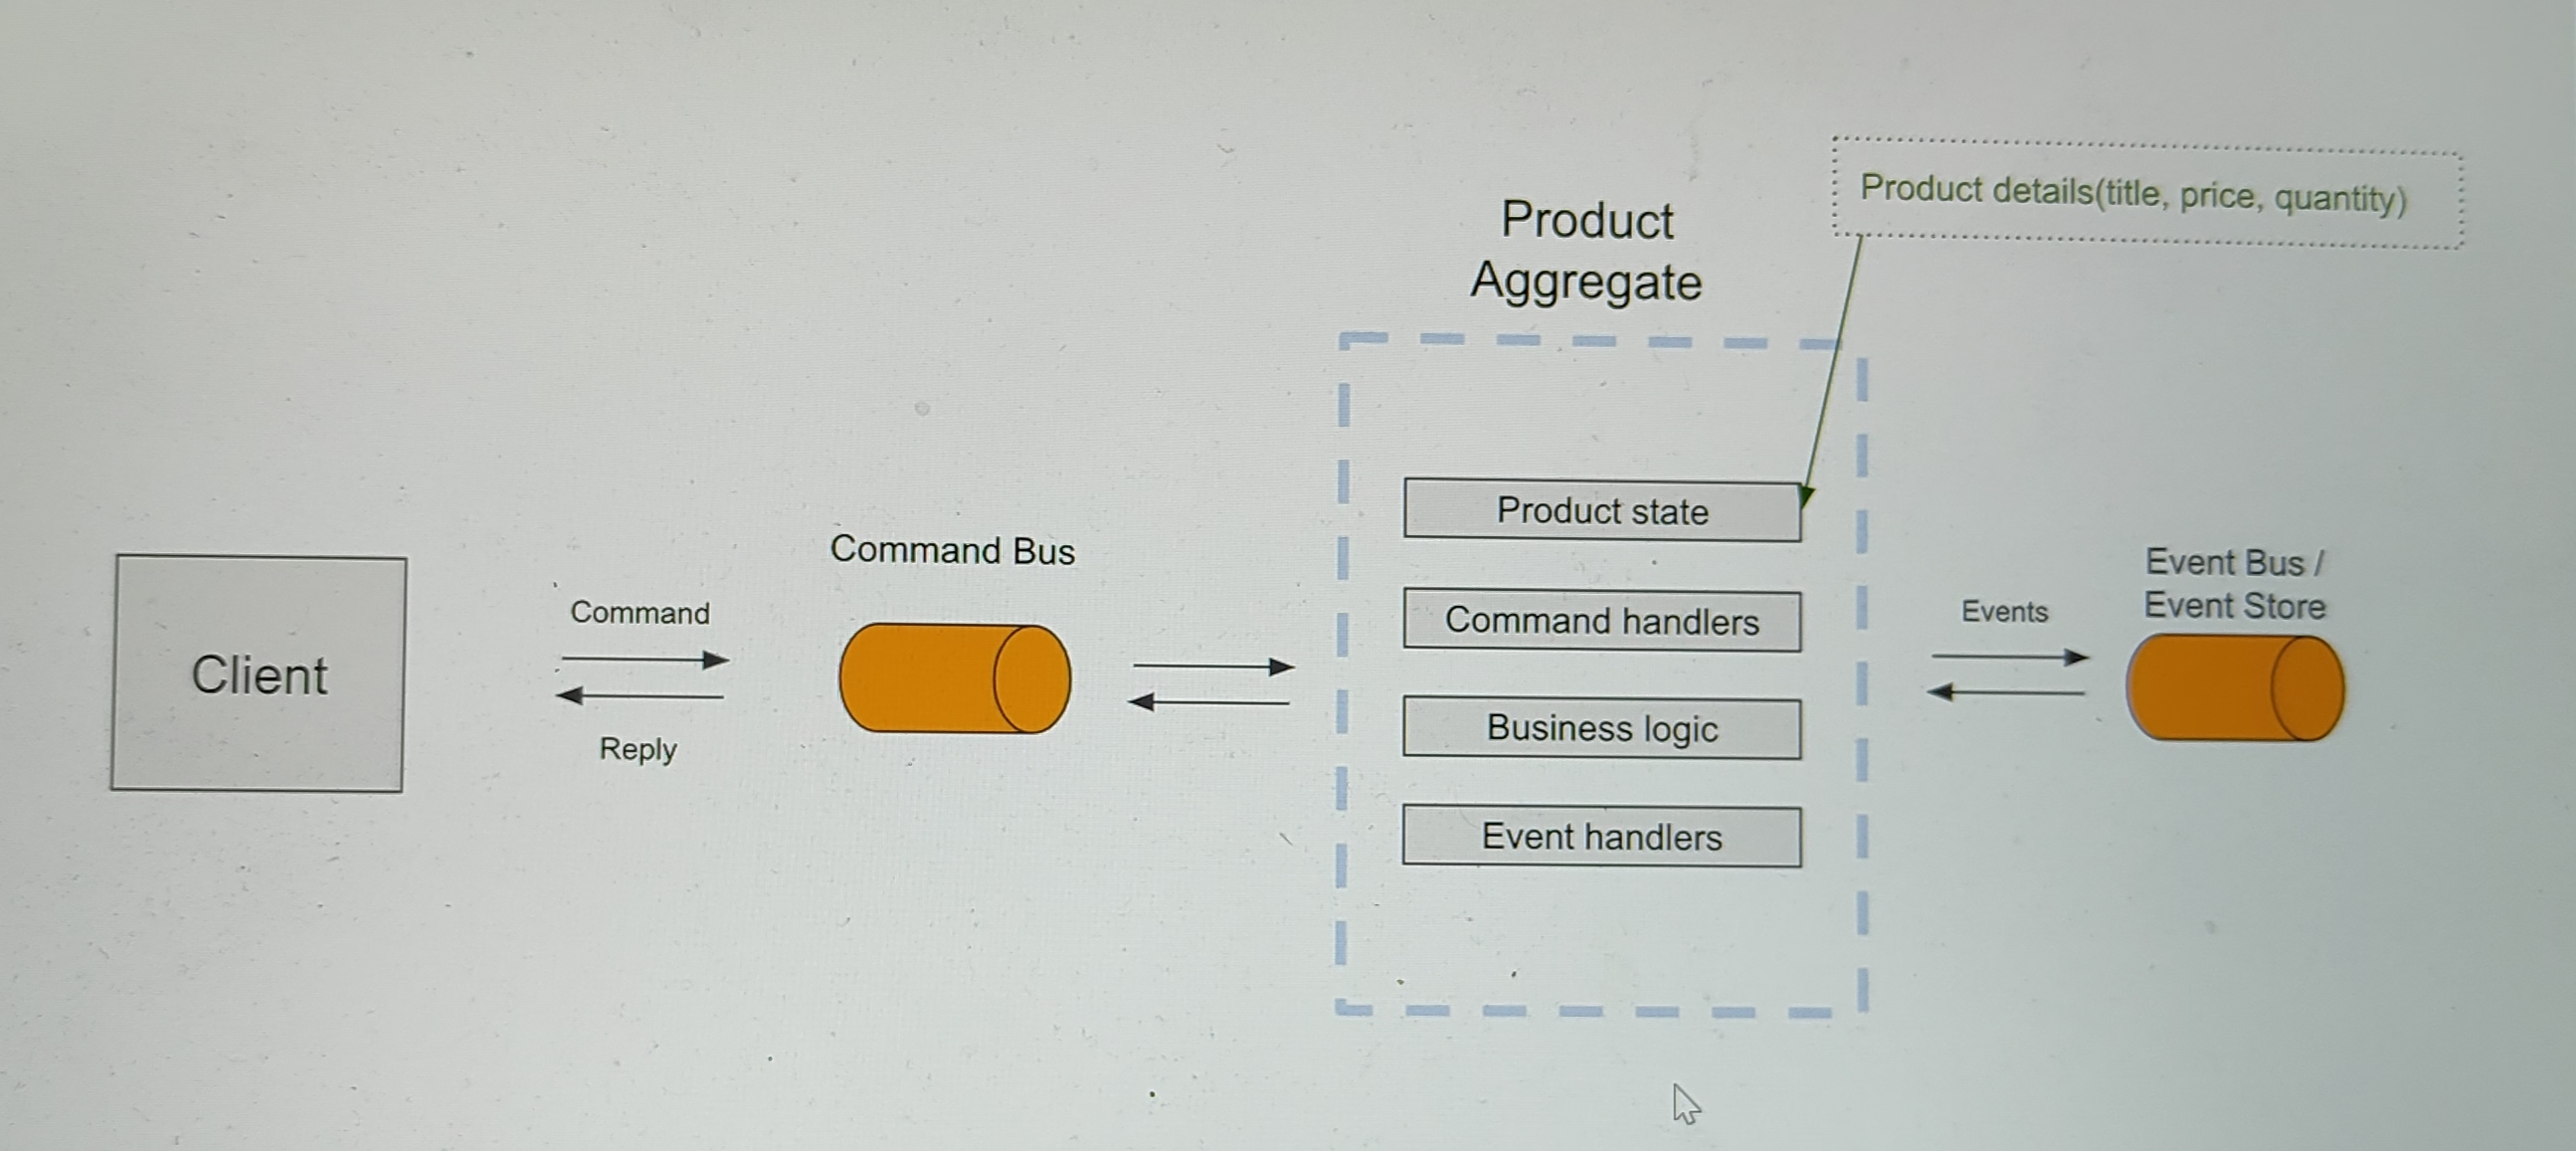 Product details(title, price, quantity)
Product
Aggregate
Product state
Command Bus
Event Bus /
Event Store
Command
Command handlers
Events
Client
Business logic
Reply
Event handlers